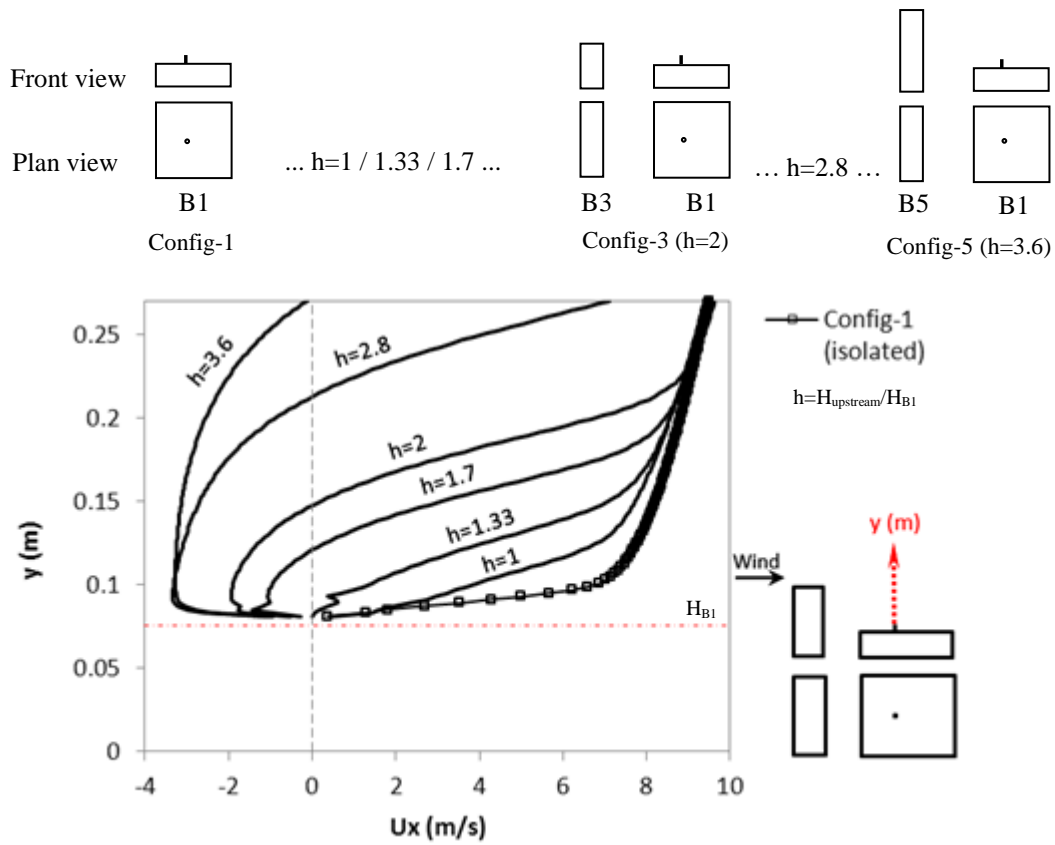 Front view
Plan view
... h=1 / 1.33 / 1.7 ...
… h=2.8 …
B1
B3
B1
B5
B1
Config-1
Config-3 (h=2)
Config-5 (h=3.6)
0.25
0.2
0.15
0.1
0.05
0
y (m)
-4
-2
0
2
4
6
8
10
Ux (m/s)
h=3.6
h=2.8
h=2
h=1.7
h=1.33
h=1
HB1
Config-1
(isolated)
h=Hupstream/HB1
y (m)
Wind